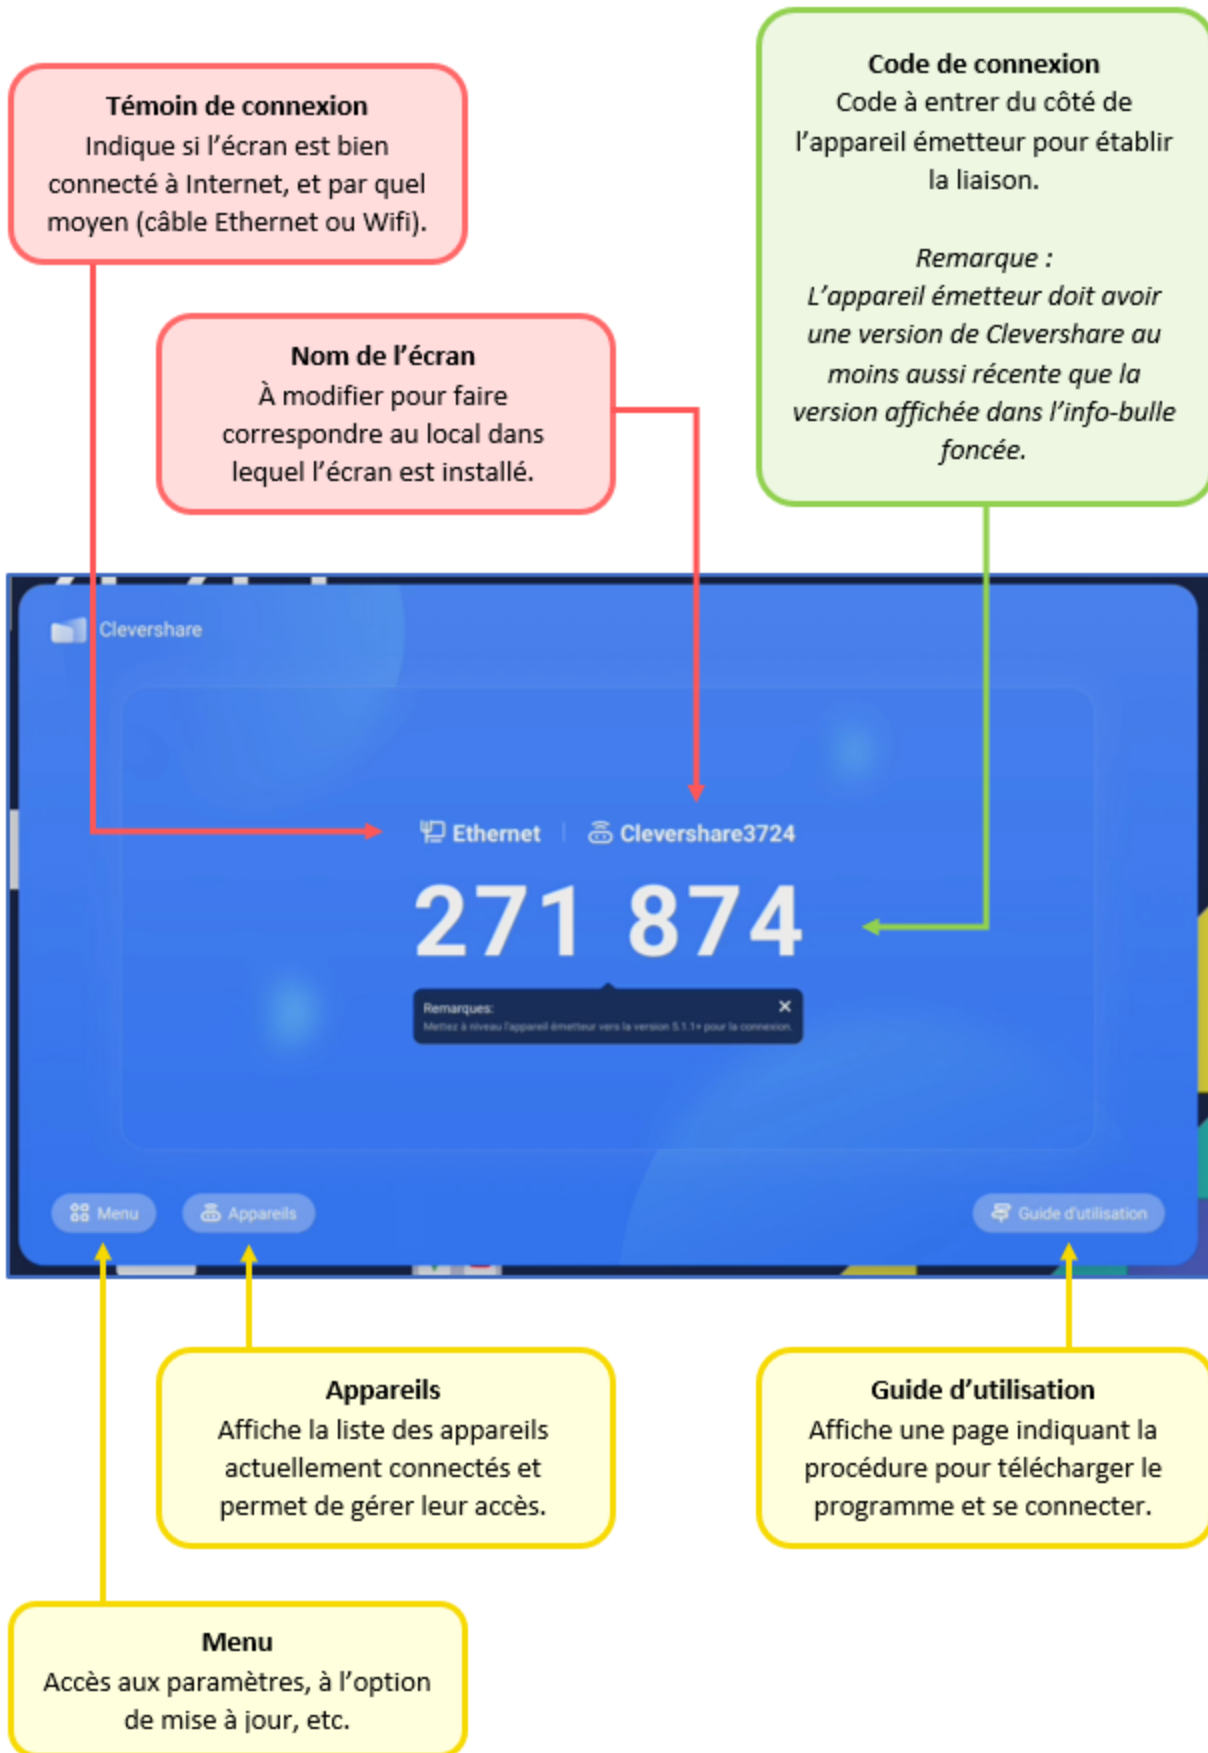 Témoin de connexion
Indique si l’écran est bien
connecté à Internet, et par quel
moyen (câble Ethernet ou Wifi).
Code de connexion
Code à entrer du côté de
l’appareil émetteur pour établir
la liaison.
Remarque :
L’appareil émetteur doit avoir
une version de Clevershare au
moins aussi récente que la
version affichée dans l’info-bulle
foncée.
Nom de l’écran
À modifier pour faire
correspondre au local dans
lequel l’écran est installé.
Clevershare
Ethernet
Clevershare3724
271 874
Remarques:
Mettez à niveau l'appareil émetteur vers la version 5.1.1+ pour la connexion.
Menu
Appareils
Guide d'utilisation
Appareils
Affiche la liste des appareils
actuellement connectés et
permet de gérer leur accès.
Guide d’utilisation
Affiche une page indiquant la
procédure pour télécharger le
programme et se connecter.
Menu
Accès aux paramètres, à l’option
de mise à jour, etc.